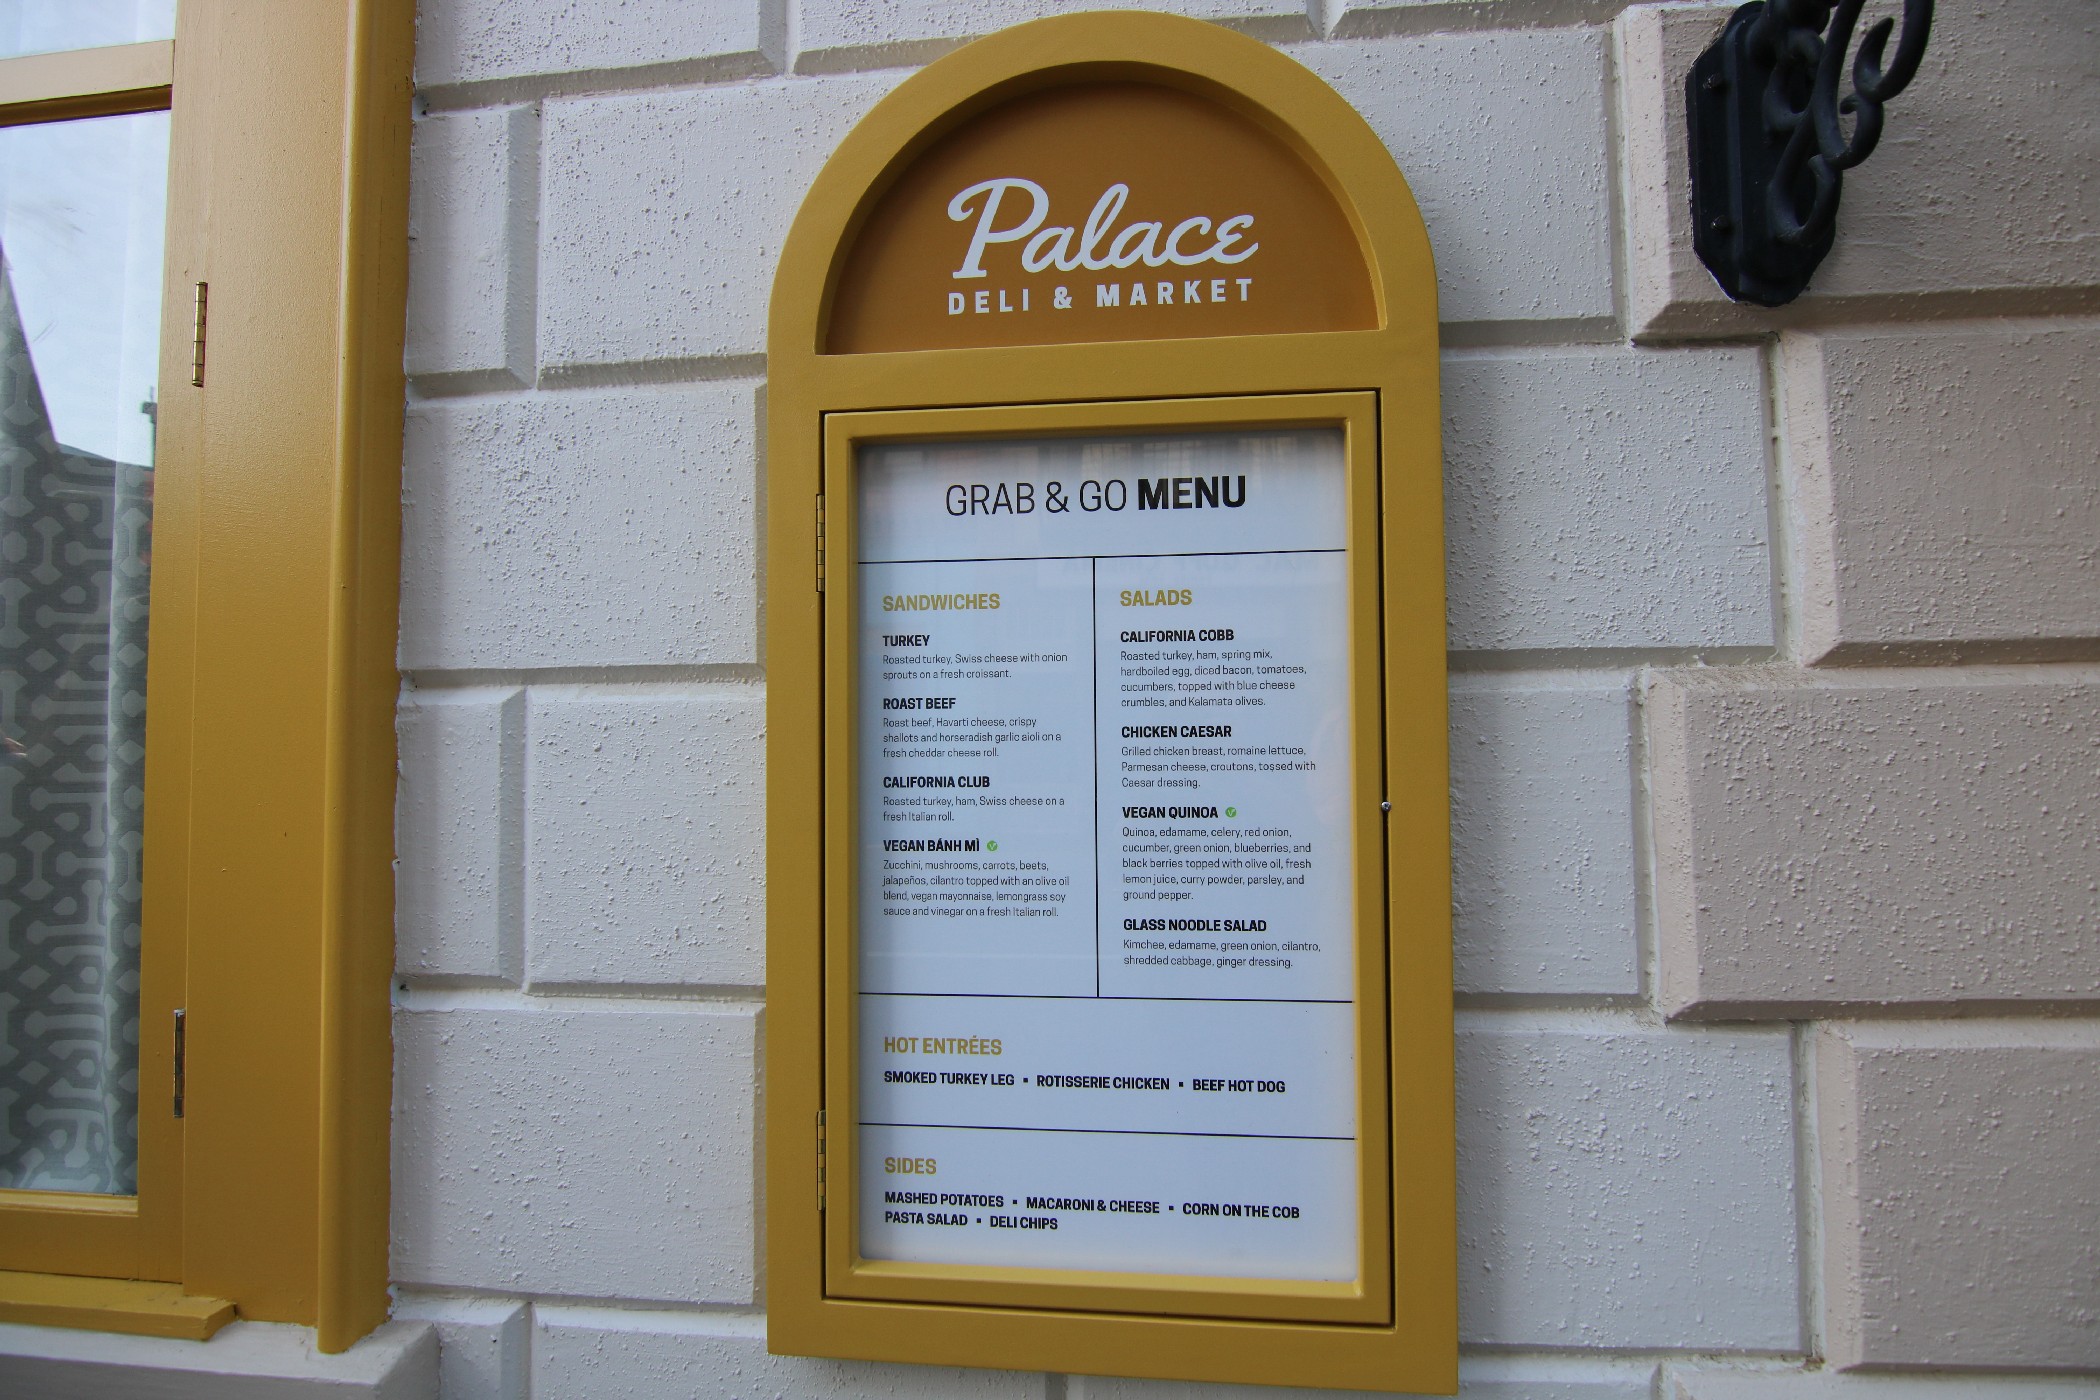 Palace
DELI & MARKET
GRAB & GO MENU
SANDWICHES
TURKEY
Roasted turkey, Swiss cheese with onion
sprouts on a fresh croissant.
ROAST BEEF
Roast beef, Havarti cheese, crispy
shallots and horseradish garlic aioli on a
fresh cheddar cheese roll.
CALIFORNIA CLUB
Roasted turkey, ham, Swiss cheese on a
fresh Italian roll.
VEGAN BÁNH MÌ V
Zucchini, mushrooms, carrots, beets,
jalapeños, cilantro topped with an olive oil
blend, vegan mayonnaise, lemongrass soy
sauce and vinegar on a fresh Italian roll.
SALADS
CALIFORNIA COBB
Roasted turkey, ham, spring mix,
hardboiled egg, diced bacon, tomatoes,
cucumbers, topped with blue cheese
crumbles, and Kalamata olives.
CHICKEN CAESAR
Grilled chicken breast, romaine lettuce,
Parmesan cheese, croutons, tossed with
Caesar dressing.
VEGAN QUINOA V
Quinoa, edamame, celery, red onion,
cucumber, green onion, blueberries, and
black berries topped with olive oil, fresh
lemon juice, curry powder, parsley, and
ground pepper.
GLASS NOODLE SALAD
Kimchee, edamame, green onion, cilantro,
shredded cabbage, ginger dressing.
HOT ENTRÉES
SMOKED TURKEY LEG ▪ ROTISSERIE CHICKEN ▪ BEEF HOT DOG
SIDES
MASHED POTATOES ▪ MACARONI & CHEESE ▪ CORN ON THE COB
PASTA SALAD ▪ DELI CHIPS